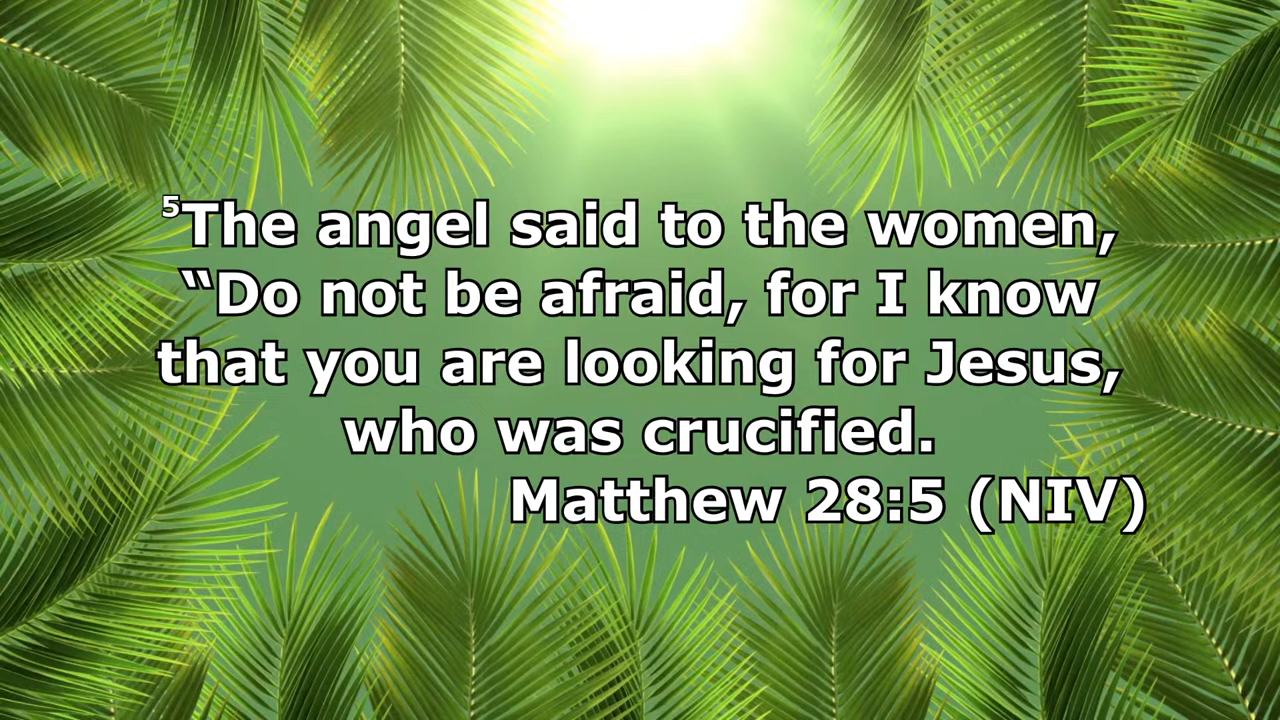 ⁵The angel said to the women,
“Do not be afraid, for I know
that you are looking for Jesus,
who was crucified.
Matthew 28:5 (NIV)